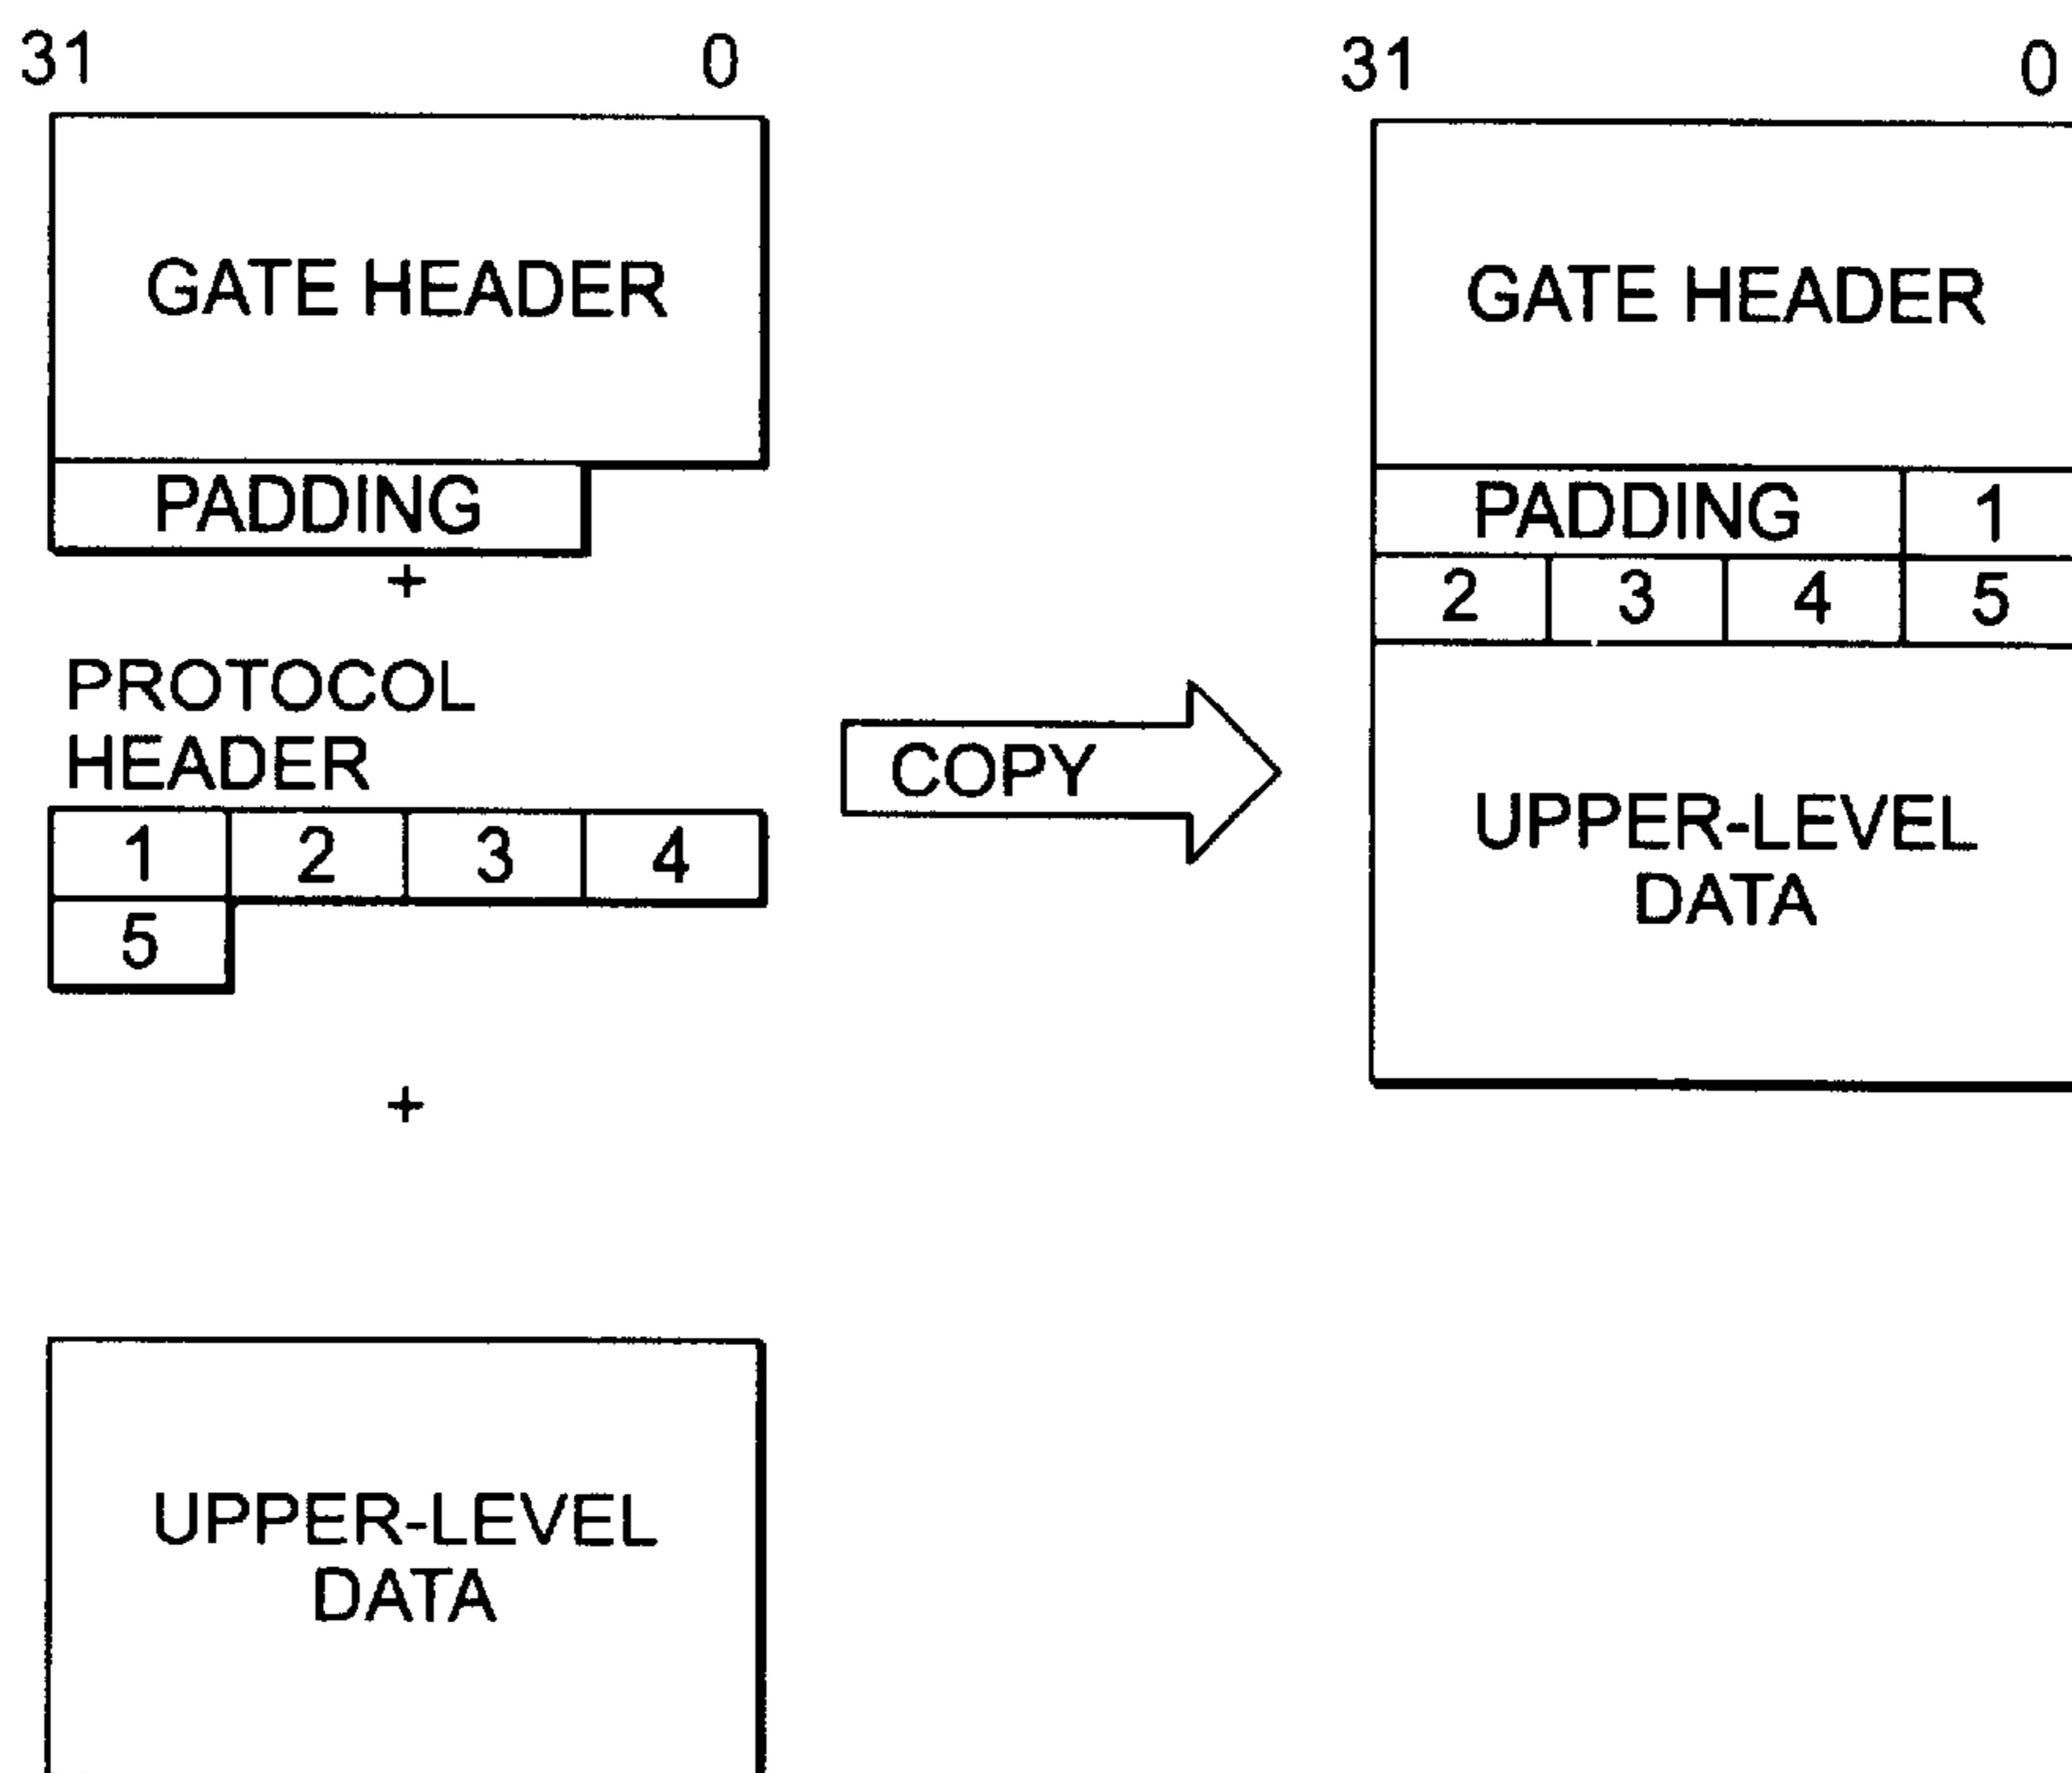 31 0
GATE HEADER
PADDING
+
PROTOCOL
HEADER
1 2 3 4
5
+
UPPER-LEVEL
DATA
COPY
31 0
GATE HEADER
PADDING 1
2 3 4 5
UPPER-LEVEL
DATA